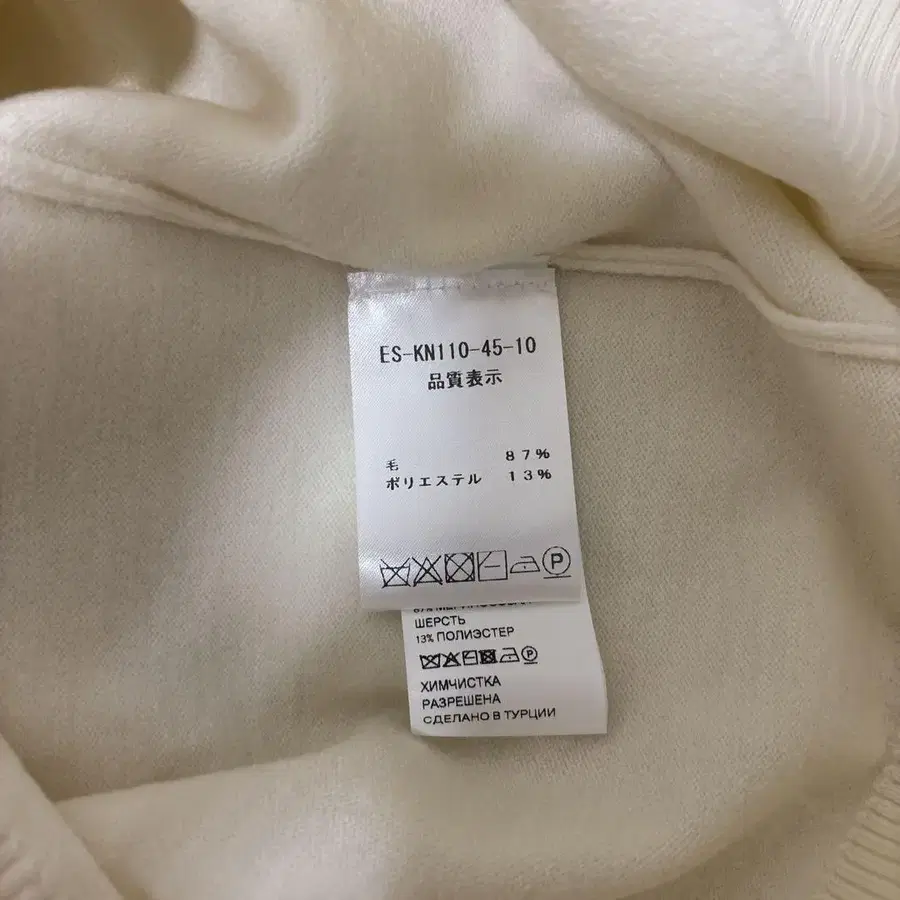 ES-KN110-45-10
品質表示
毛 87%
ポリエステル 13%
P
ШЕРСТЬ
13% ПОЛИЭСТЕР
P
ХИМЧИСТКА
РАЗРЕШЕНА
СДЕЛАНО В ТУРЦИИ